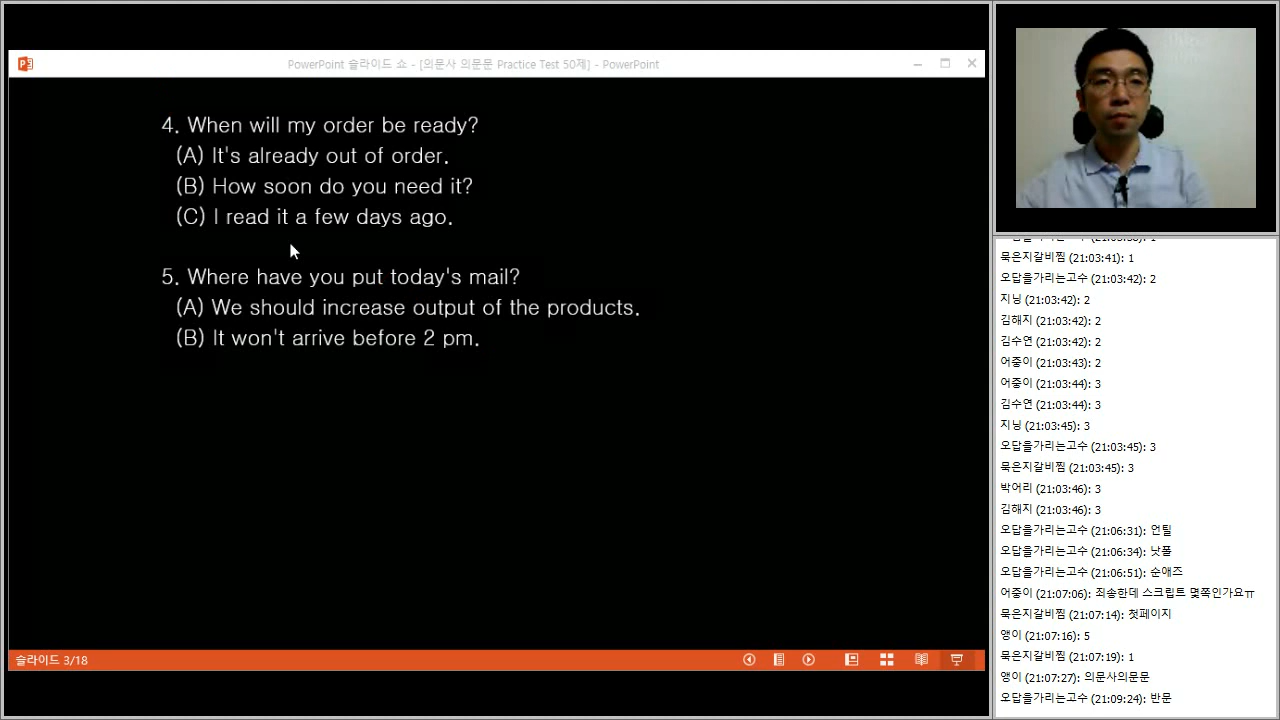 PowerPoint 슬라이드 쇼 - [의문사 의문문 Practice Test 50제] - PowerPoint
4. When will my order be ready?
(A) It's already out of order.
(B) How soon do you need it?
(C) I read it a few days ago.
5. Where have you put today's mail?
(A) We should increase output of the products.
(B) It won't arrive before 2 pm.
슬라이드 3/18
묵은지갈비찜 (21:03:41): 1
오답을가리는고수 (21:03:42): 2
지닝 (21:03:42): 2
김해지 (21:03:42): 2
김수연 (21:03:42): 2
어중이 (21:03:43): 2
어중이 (21:03:44): 3
김수연 (21:03:44): 3
지닝 (21:03:45): 3
오답을가리는고수 (21:03:45): 3
묵은지갈비찜 (21:03:45): 3
박어리 (21:03:46): 3
김해지 (21:03:46): 3
오답을가리는고수 (21:06:31): 언틸
오답을가리는고수 (21:06:34): 낫폴
오답을가리는고수 (21:06:51): 순애즈
어중이 (21:07:06): 죄송한데 스크립트 몇쪽인가요ㅠ
묵은지갈비찜 (21:07:14): 첫페이지
앵이 (21:07:16): 5
묵은지갈비찜 (21:07:19): 1
앵이 (21:07:27): 의문사의문문
오답을가리는고수 (21:09:24): 반문